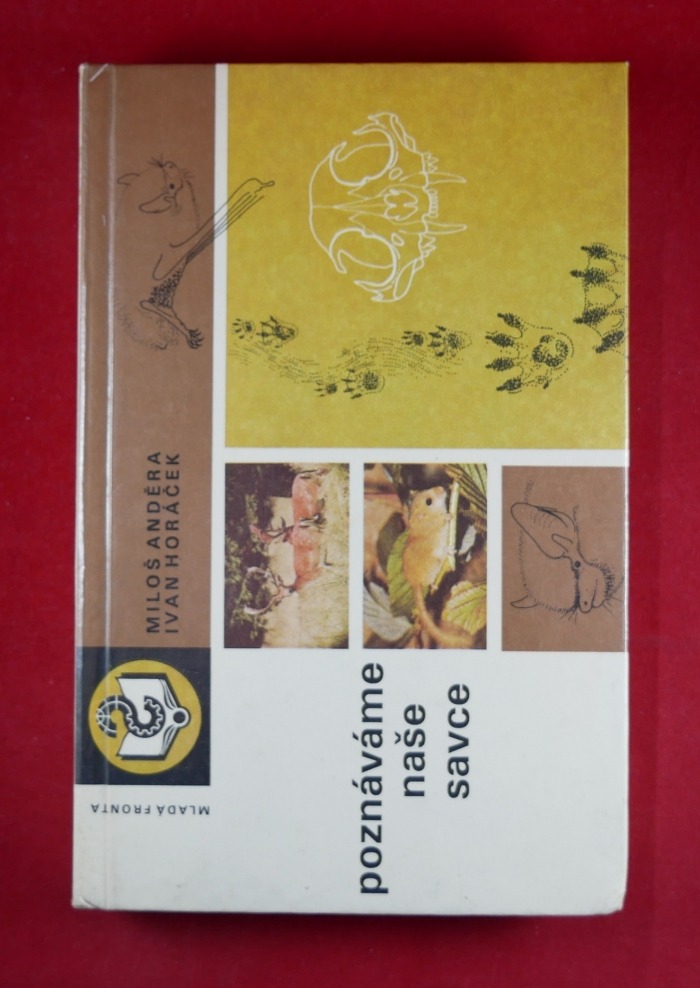 MILOŠ ANDĚRA
IVAN HORÁČEK
poznáváme
naše
savce
MLADÁ FRONTA